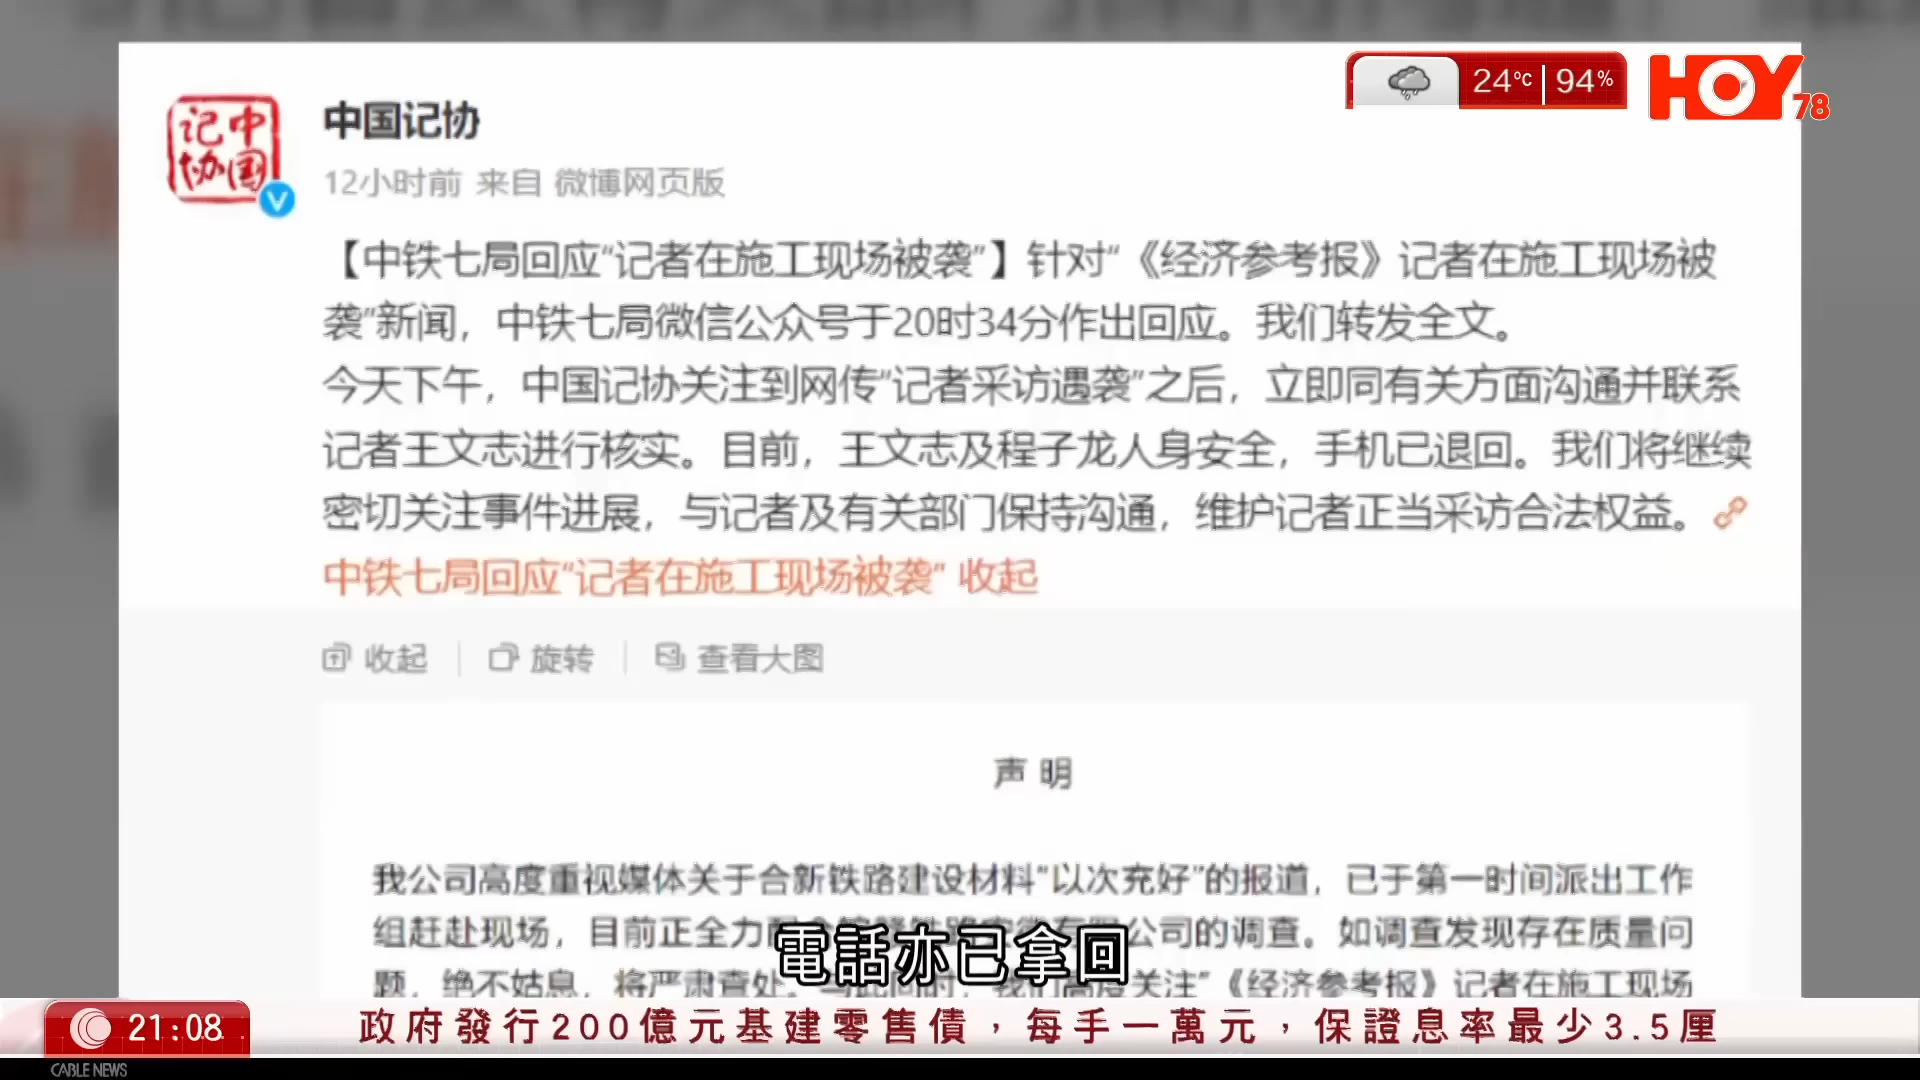 24°C 94%
HOY 78
中国记协
中国记协
12小时前 来自 微博网页版
【中铁七局回应“记者在施工现场被袭”】针对“《经济参考报》记者在施工现场被
袭”新闻，中铁七局微信公众号于20时34分作出回应。我们转发全文。
今天下午，中国记协关注到网传“记者采访遇袭”之后，立即同有关方面沟通并联系
记者王文志进行核实。目前，王文志及程子龙人身安全，手机已退回。我们将继续
密切关注事件进展，与记者及有关部门保持沟通，维护记者正当采访合法权益。
中铁七局回应“记者在施工现场被袭” 收起
收起 旋转 查看大图
声 明
我公司高度重视媒体关于合新铁路建设材料“以次充好”的报道，已于第一时间派出工作
组赶赴现场，目前正全力 公司的调查。如调查发现存在质量问
题，绝不姑息，将严肃查处。与此同时，我们高度关注“《经济参考报》记者在施工现场
電話亦已拿回
21:08
政府發行200億元基建零售債，每手一萬元，保證息率最少3.5厘
CABLE NEWS